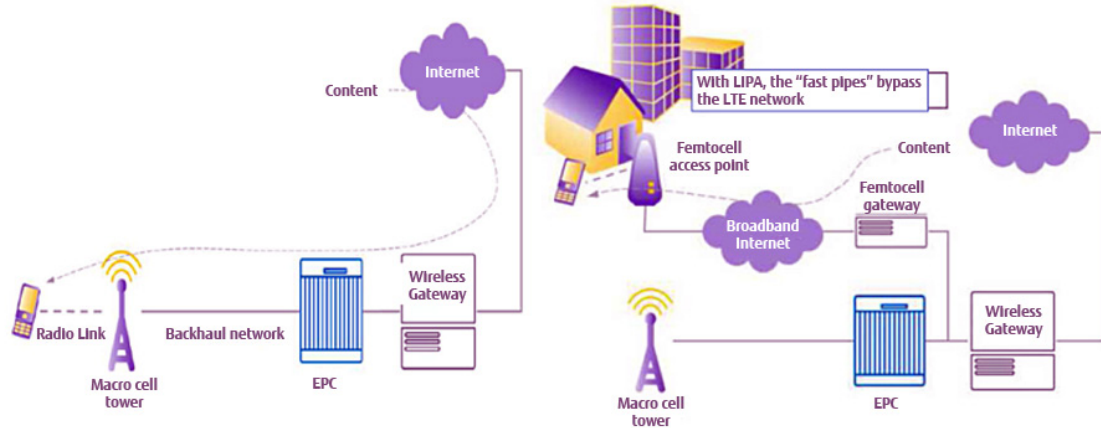 Internet
Content
Radio Link
Macro cell
tower
Backhaul network
EPC
Wireless
Gateway
With LIPA, the “fast pipes” bypass
the LTE network
Femtocell
access point
Content
Internet
Femtocell
gateway
Broadband
Internet
Macro cell
tower
EPC
Wireless
Gateway